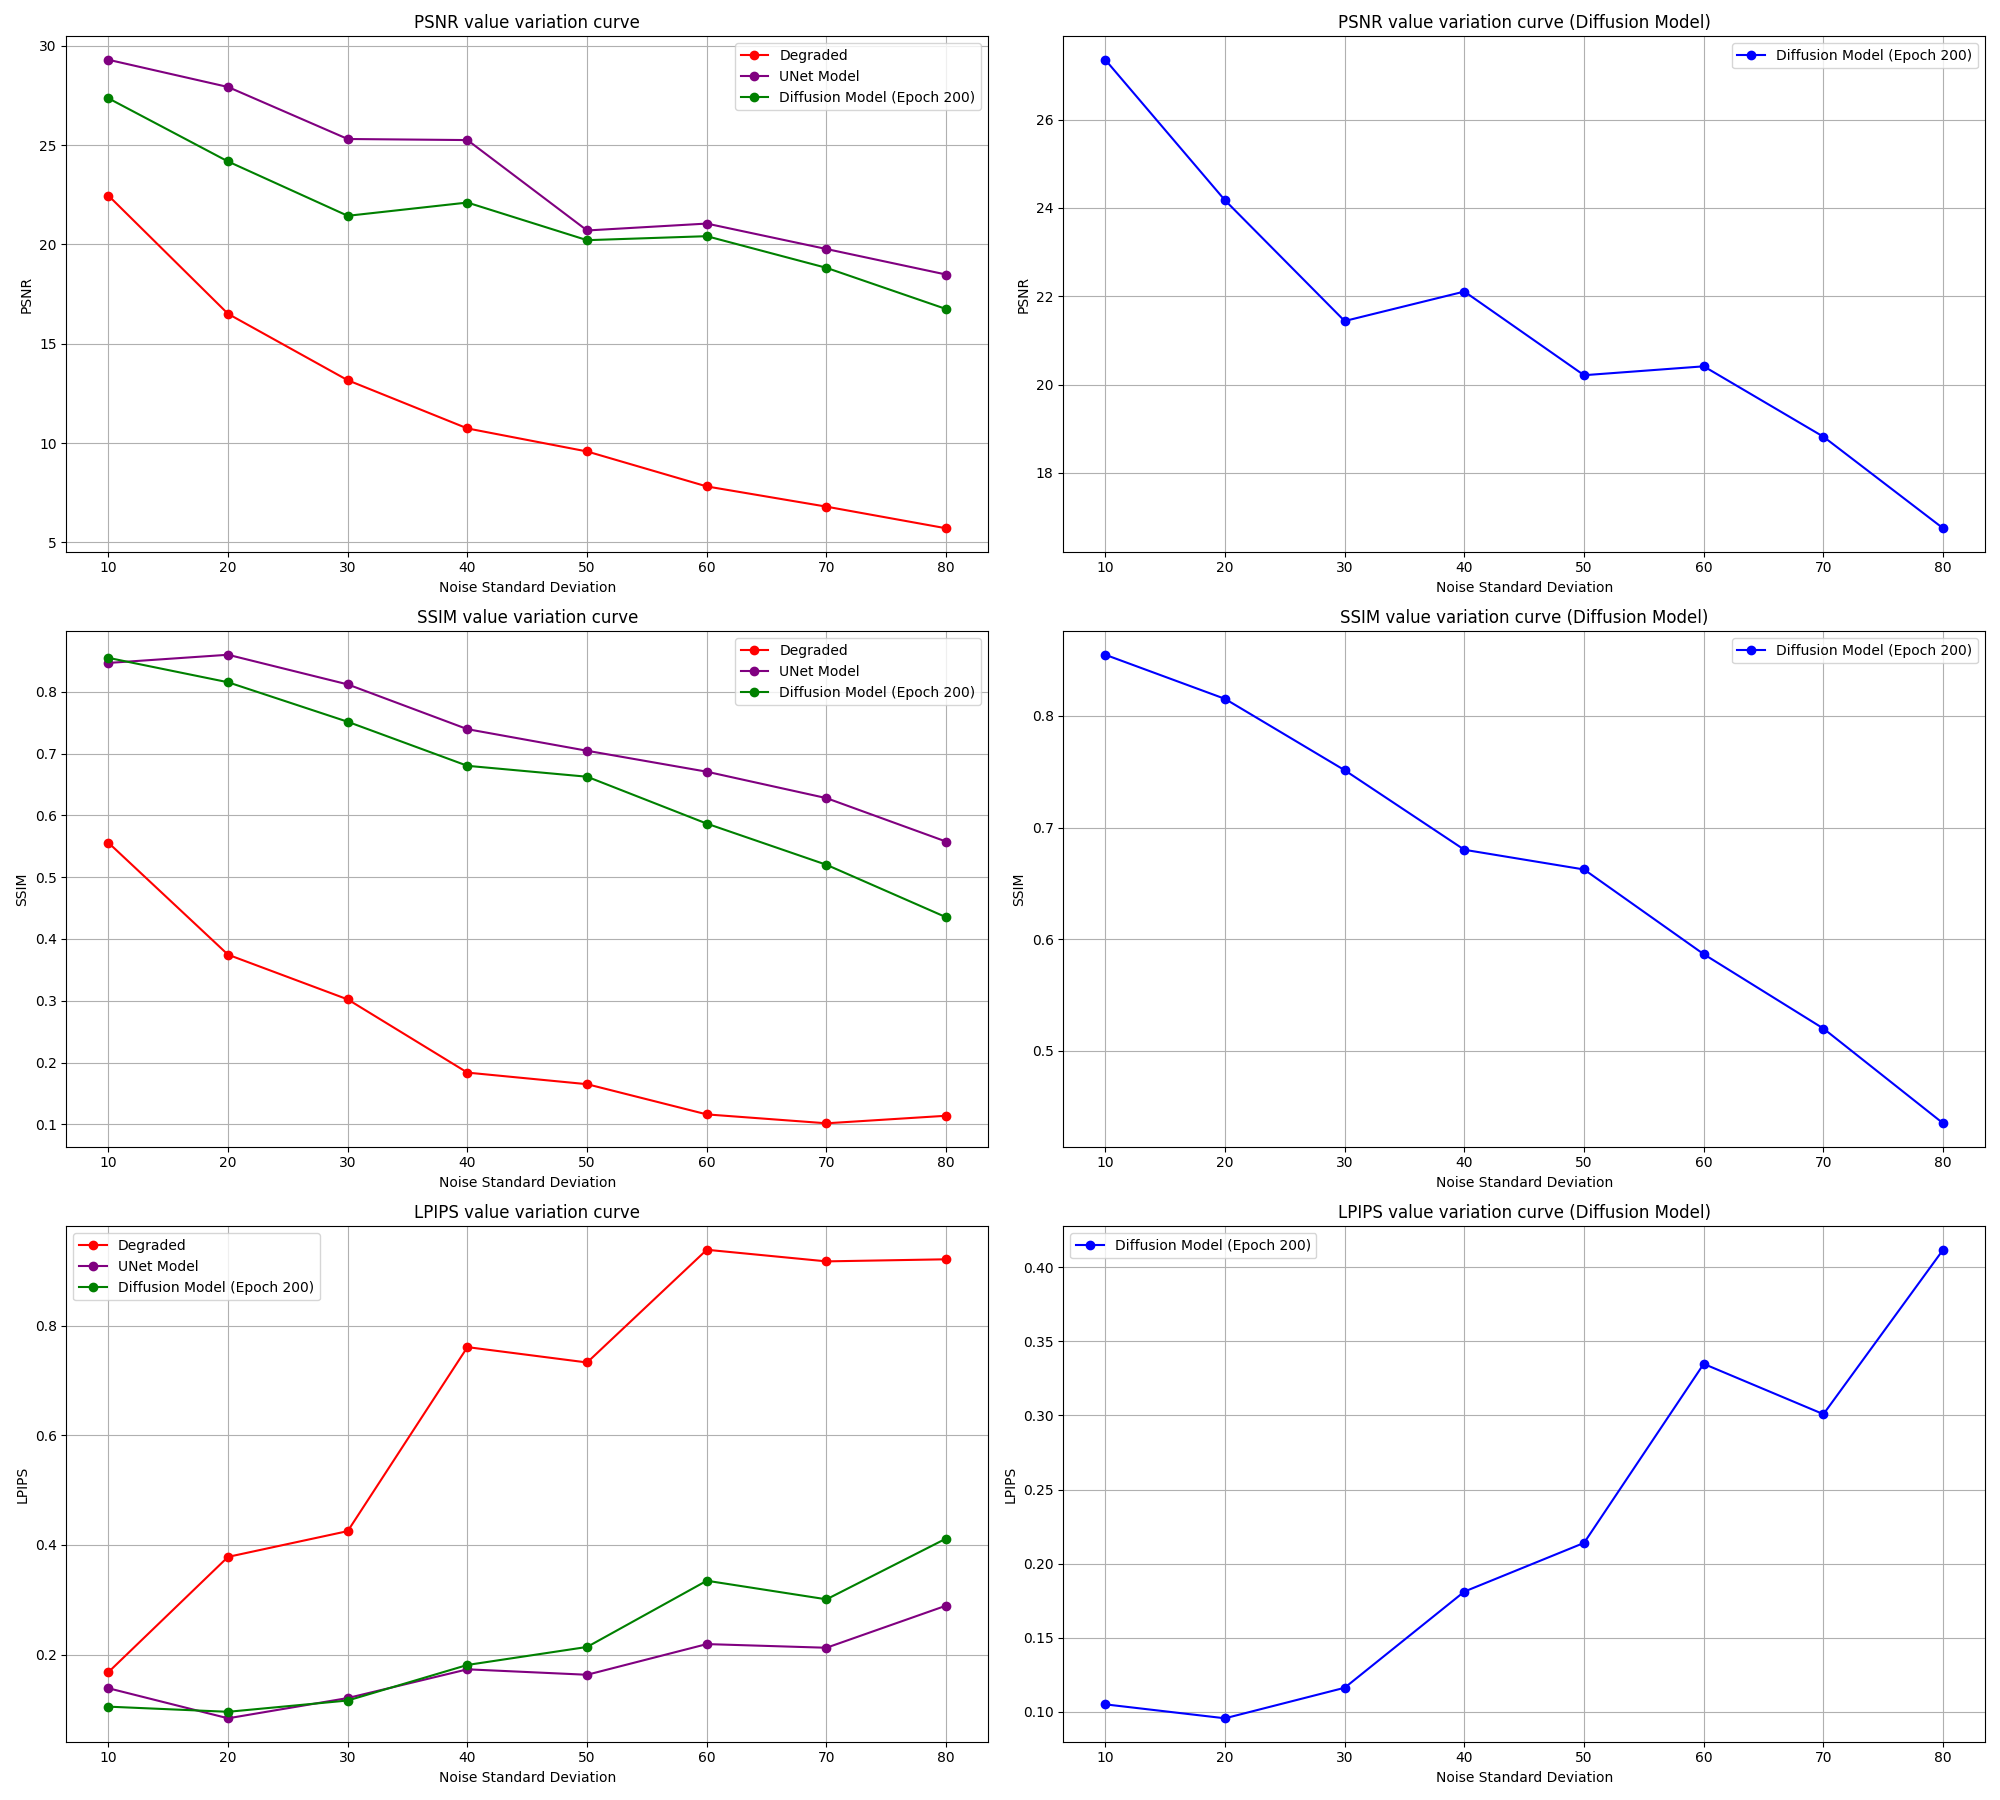 PSNR value variation curve
Degraded
UNet Model
Diffusion Model (Epoch 200)
30
25
20
15
10
5
PSNR
10 20 30 40 50 60 70 80
Noise Standard Deviation
PSNR value variation curve (Diffusion Model)
Diffusion Model (Epoch 200)
26
24
22
20
18
PSNR
10 20 30 40 50 60 70 80
Noise Standard Deviation
SSIM value variation curve
Degraded
UNet Model
Diffusion Model (Epoch 200)
0.8
0.7
0.6
0.5
0.4
0.3
0.2
0.1
SSIM
10 20 30 40 50 60 70 80
Noise Standard Deviation
SSIM value variation curve (Diffusion Model)
Diffusion Model (Epoch 200)
0.8
0.7
0.6
0.5
SSIM
10 20 30 40 50 60 70 80
Noise Standard Deviation
LPIPS value variation curve
Degraded
UNet Model
Diffusion Model (Epoch 200)
0.8
0.6
0.4
0.2
LPIPS
10 20 30 40 50 60 70 80
Noise Standard Deviation
LPIPS value variation curve (Diffusion Model)
Diffusion Model (Epoch 200)
0.40
0.35
0.30
0.25
0.20
0.15
0.10
LPIPS
10 20 30 40 50 60 70 80
Noise Standard Deviation